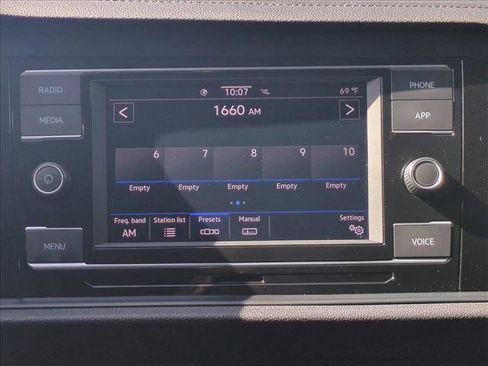 RADIO
MEDIA
MENU
10:07
69 °F
<
1660 AM
>
6 7 8 9 10
Empty Empty Empty Empty Empty
Freq. band Station list Presets Manual Settings
AM
PHONE
APP
VOICE